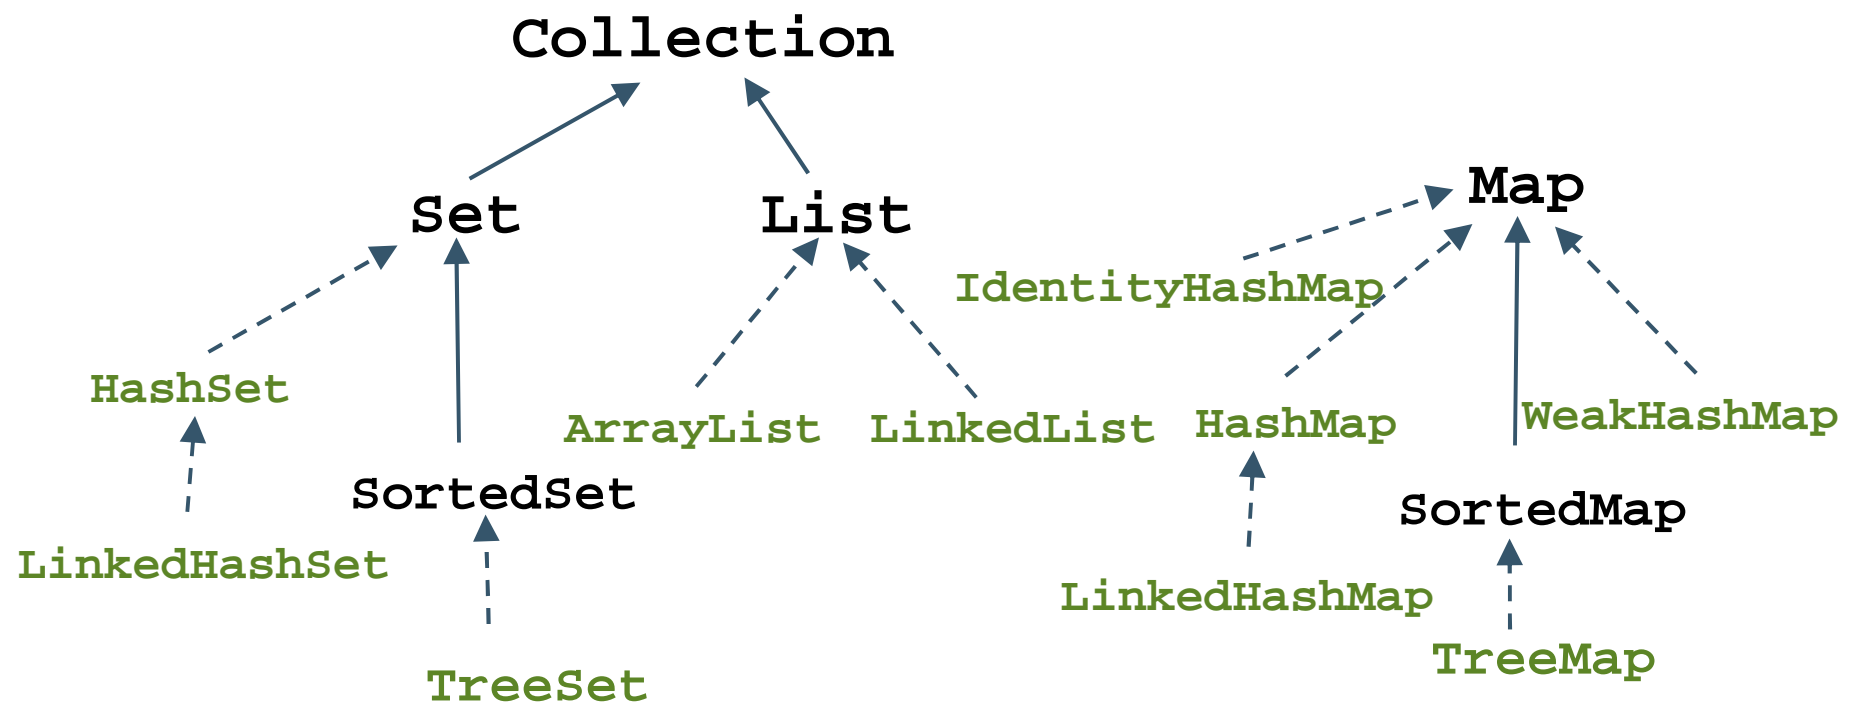 Collection
Set
List
Map
IdentityHashMap
HashSet
ArrayList
LinkedList
HashMap
WeakHashMap
SortedSet
SortedMap
LinkedHashSet
LinkedHashMap
TreeSet
TreeMap